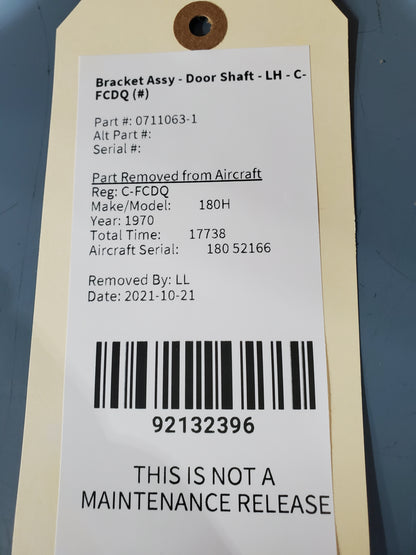 Bracket Assy - Door Shaft - LH - C-
FCDQ (#)
Part #: 0711063-1
Alt Part #:
Serial #:
Part Removed from Aircraft
Reg: C-FCDQ
Make/Model: 180H
Year: 1970
Total Time: 17738
Aircraft Serial: 180 52166
Removed By: LL
Date: 2021-10-21
92132396
THIS IS NOT A
MAINTENANCE RELEASE